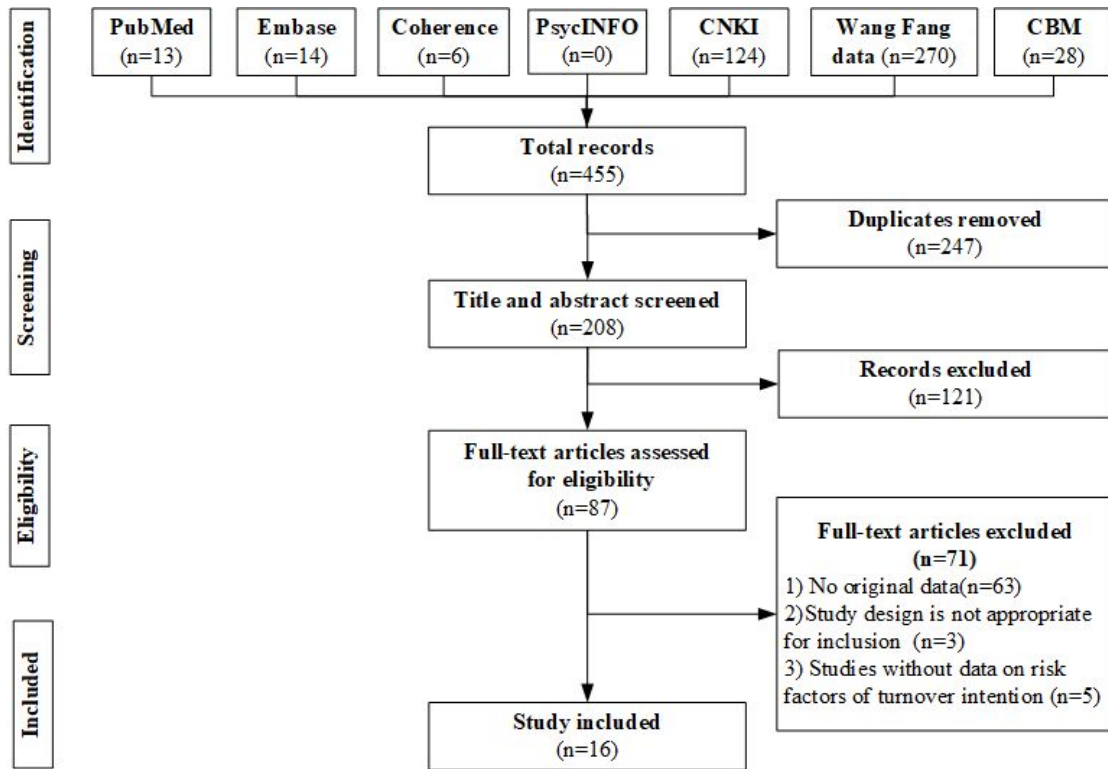 Identification
PubMed
(n=13)
Embase
(n=14)
Coherence
(n=6)
PsycINFO
(n=0)
CNKI
(n=124)
Wang Fang
data (n=270)
CBM
(n=28)
Total records
(n=455)
Duplicates removed
(n=247)
Screening
Title and abstract screened
(n=208)
Records excluded
(n=121)
Eligibility
Full-text articles assessed
for eligibility
(n=87)
Full-text articles excluded
(n=71)
1) No original data(n=63)
2)Study design is not appropriate
for inclusion (n=3)
3) Studies without data on risk
factors of turnover intention (n=5)
Included
Study included
(n=16)